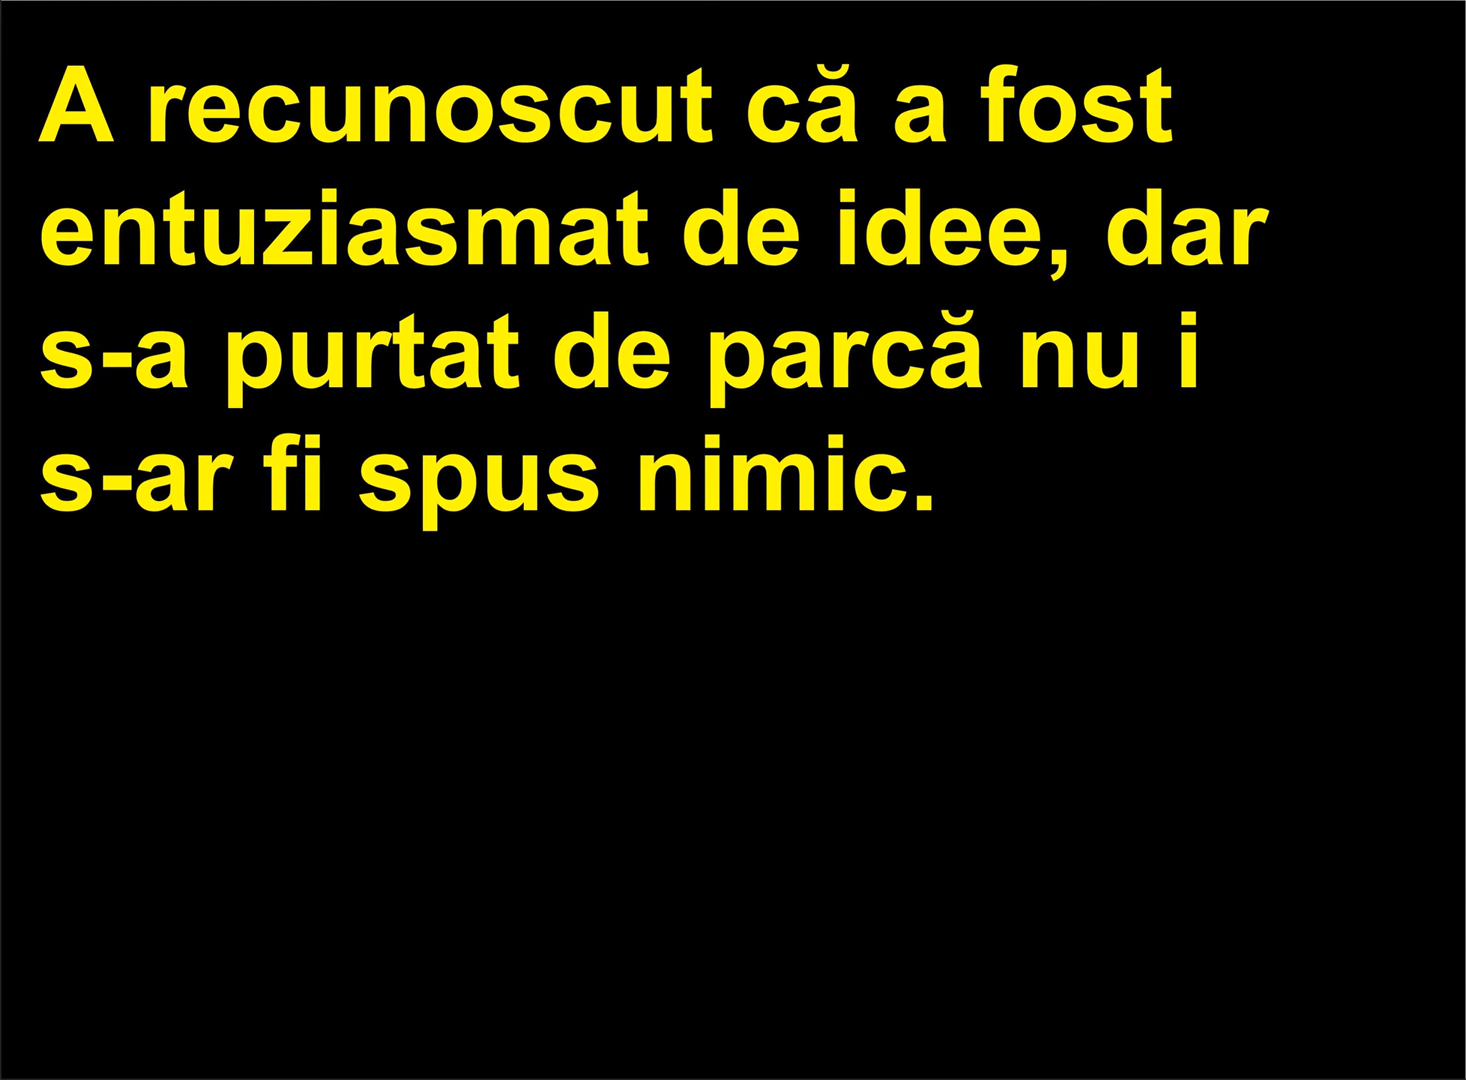 A recunoscut că a fost
entuziasmat de idee, dar
s-a purtat de parcă nu i
s-ar fi spus nimic.